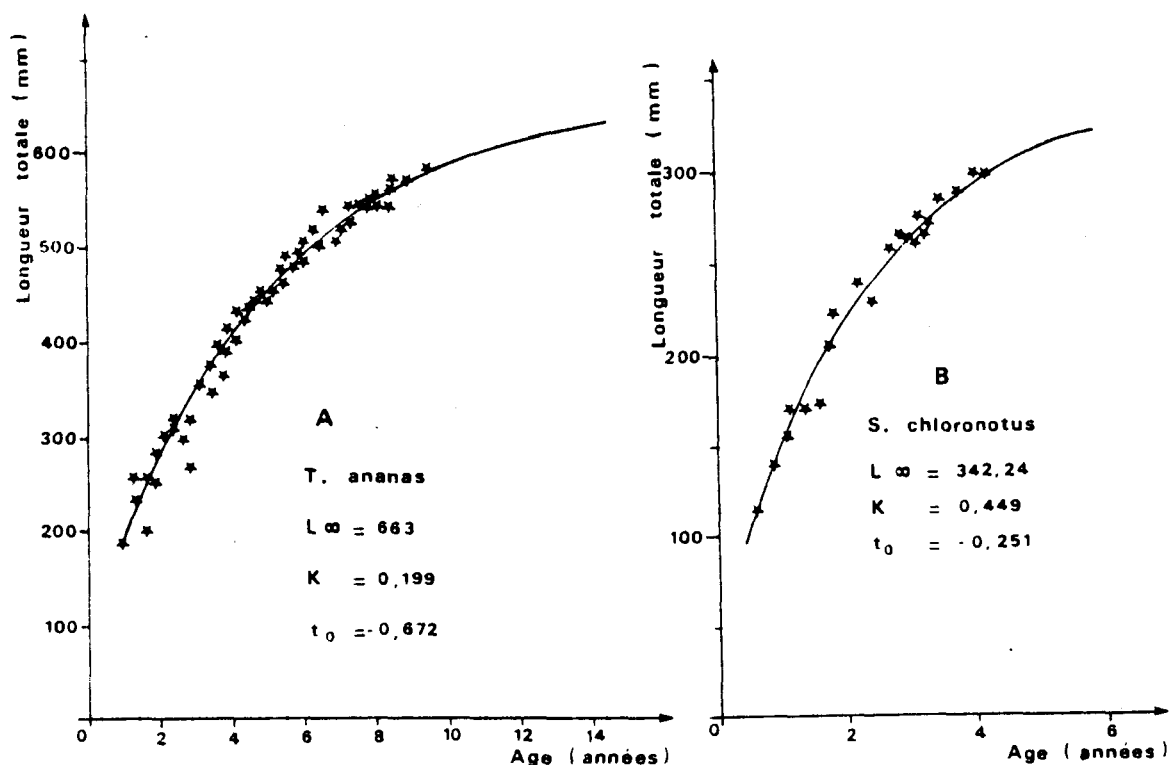 Longueur totale (mm)
600
500
400
300
200
100
0
0 2 4 6 8 10 12 14
Age (années)
A
T. ananas
L ∞ = 663
K = 0,199
t₀ = -0,672
Longueur totale (mm)
300
200
100
0
2 4 6
Age (années)
B
S. chloronotus
L ∞ = 342,24
K = 0,449
t₀ = -0,251